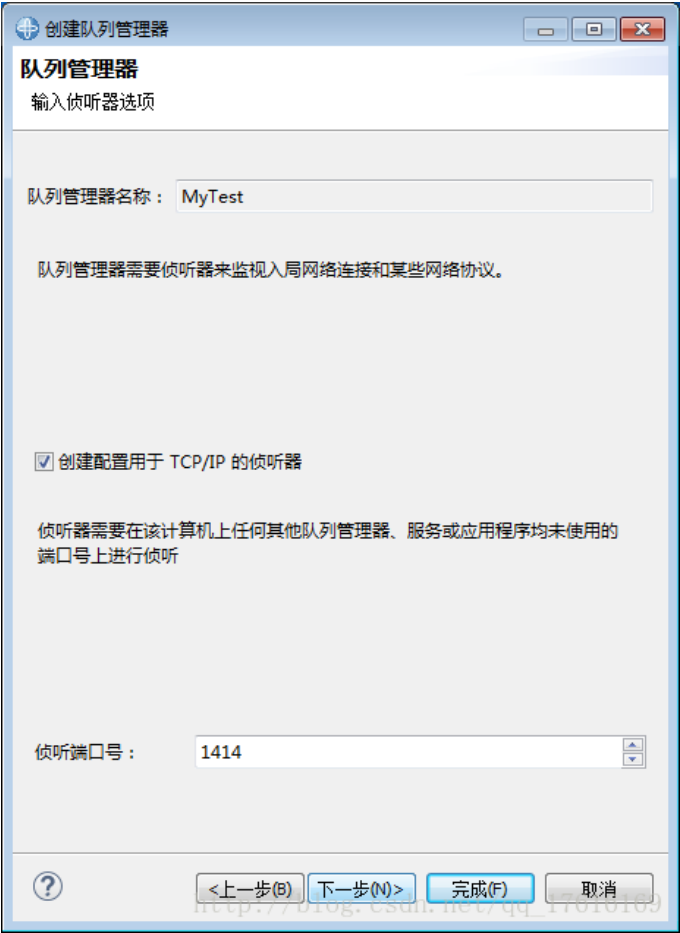 创建队列管理器
队列管理器
输入侦听器选项
队列管理器名称： MyTest
队列管理器需要侦听器来监视入局网络连接和某些网络协议。
创建配置用于 TCP/IP 的侦听器
侦听器需要在该计算机上任何其他队列管理器、服务或应用程序均未使用的
端口号上进行侦听
侦听端口号： 1414
<上一步(B) 下一步(N)> 完成(F) 取消
http://blog.csdn.net/qq_17616169